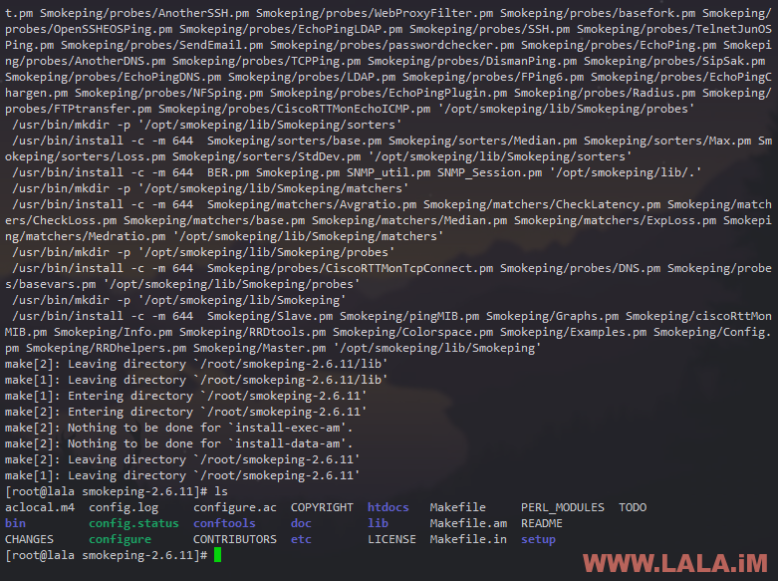 t.pm Smokeping/probes/AnotherSSH.pm Smokeping/probes/WebProxyFilter.pm Smokeping/probes/basefork.pm Smokeping/
probes/OpenSSHEOSPing.pm Smokeping/probes/EchoPingLDAP.pm Smokeping/probes/SSH.pm Smokeping/probes/TelnetJunOS
Ping.pm Smokeping/probes/SendEmail.pm Smokeping/probes/passwordchecker.pm Smokeping/probes/EchoPing.pm Smokepi
ng/probes/AnotherDNS.pm Smokeping/probes/TCPPing.pm Smokeping/probes/DismanPing.pm Smokeping/probes/SipSak.pm
Smokeping/probes/EchoPingDNS.pm Smokeping/probes/LDAP.pm Smokeping/probes/FPing6.pm Smokeping/probes/EchoPingC
hargen.pm Smokeping/probes/NFSping.pm Smokeping/probes/EchoPingPlugin.pm Smokeping/probes/Radius.pm Smokeping/
probes/FTPtransfer.pm Smokeping/probes/CiscoRTTMonEchoICMP.pm '/opt/smokeping/lib/Smokeping/probes'
/usr/bin/mkdir -p '/opt/smokeping/lib/Smokeping/sorters'
/usr/bin/install -c -m 644  Smokeping/sorters/base.pm Smokeping/sorters/Median.pm Smokeping/sorters/Max.pm Sm
okeping/sorters/Loss.pm Smokeping/sorters/StdDev.pm '/opt/smokeping/lib/Smokeping/sorters'
/usr/bin/install -c -m 644  BER.pm Smokeping.pm SNMP_util.pm SNMP_Session.pm '/opt/smokeping/lib/.'
/usr/bin/mkdir -p '/opt/smokeping/lib/Smokeping/matchers'
/usr/bin/install -c -m 644  Smokeping/matchers/Avgratio.pm Smokeping/matchers/CheckLatency.pm Smokeping/match
ers/CheckLoss.pm Smokeping/matchers/base.pm Smokeping/matchers/Median.pm Smokeping/matchers/ExpLoss.pm Smokepi
ng/matchers/Medratio.pm '/opt/smokeping/lib/Smokeping/matchers'
/usr/bin/mkdir -p '/opt/smokeping/lib/Smokeping/probes'
/usr/bin/install -c -m 644  Smokeping/probes/CiscoRTTMonTcpConnect.pm Smokeping/probes/DNS.pm Smokeping/probe
s/basevars.pm '/opt/smokeping/lib/Smokeping/probes'
/usr/bin/mkdir -p '/opt/smokeping/lib/Smokeping'
/usr/bin/install -c -m 644  Smokeping/Slave.pm Smokeping/pingMIB.pm Smokeping/Graphs.pm Smokeping/ciscoRttMon
MIB.pm Smokeping/Info.pm Smokeping/RRDtools.pm Smokeping/Colorspace.pm Smokeping/Examples.pm Smokeping/Config.
pm Smokeping/RRDhelpers.pm Smokeping/Master.pm '/opt/smokeping/lib/Smokeping'
make[2]: Leaving directory `/root/smokeping-2.6.11/lib'
make[1]: Leaving directory `/root/smokeping-2.6.11/lib'
make[1]: Entering directory `/root/smokeping-2.6.11'
make[2]: Entering directory `/root/smokeping-2.6.11'
make[2]: Nothing to be done for `install-exec-am'.
make[2]: Nothing to be done for `install-data-am'.
make[2]: Leaving directory `/root/smokeping-2.6.11'
make[1]: Leaving directory `/root/smokeping-2.6.11'
[root@lala smokeping-2.6.11]# ls
aclocal.m4  config.log     configure.ac  COPYRIGHT  htdocs   Makefile     PERL_MODULES  TODO
bin         config.status  conftools     doc        lib      Makefile.am  README
CHANGES     configure      CONTRIBUTORS  etc        LICENSE  Makefile.in  setup
[root@lala smokeping-2.6.11]#
WWW.LALA.iM